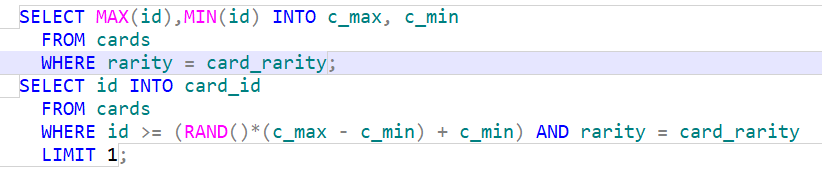 SELECT MAX(id),MIN(id) INTO c_max, c_min
FROM cards
WHERE rarity = card_rarity;
SELECT id INTO card_id
FROM cards
WHERE id >= (RAND()*(c_max - c_min) + c_min) AND rarity = card_rarity
LIMIT 1;